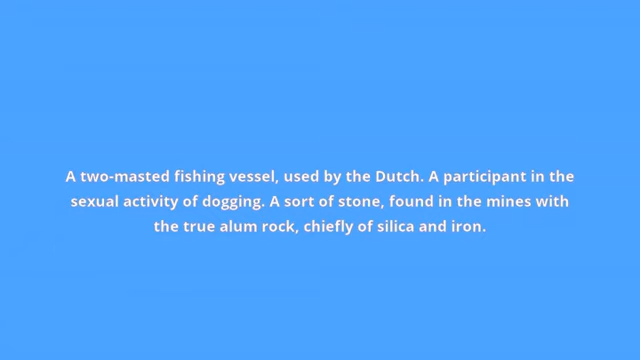 A two-masted fishing vessel, used by the Dutch. A participant in the
sexual activity of dogging. A sort of stone, found in the mines with
the true alum rock, chiefly of silica and iron.